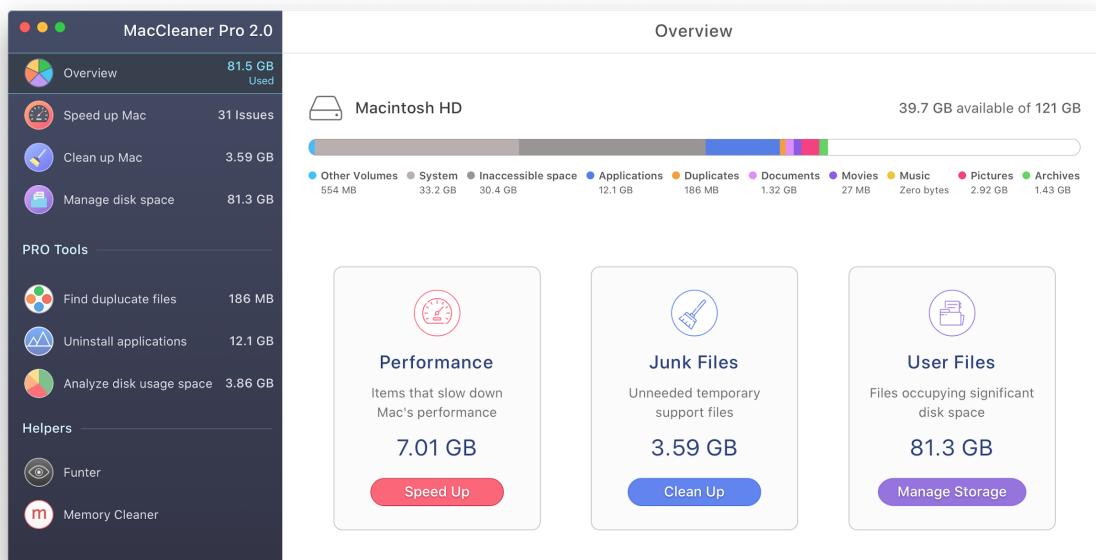 MacCleaner Pro 2.0
Overview
81.5 GB
Used
Speed up Mac 31 Issues
Clean up Mac 3.59 GB
Manage disk space 81.3 GB
PRO Tools
Find duplucate files 186 MB
Uninstall applications 12.1 GB
Analyze disk usage space 3.86 GB
Helpers
Funter
m
Memory Cleaner
Overview
Macintosh HD 39.7 GB available of 121 GB
Other Volumes System Inaccessible space Applications Duplicates Documents Movies Music Pictures Archives
554 MB 33.2 GB 30.4 GB 12.1 GB 186 MB 1.32 GB 27 MB Zero bytes 2.92 GB 1.43 GB
Performance
Items that slow down
Mac's performance
7.01 GB
Speed Up
Junk Files
Unneeded temporary
support files
3.59 GB
Clean Up
User Files
Files occupying significant
disk space
81.3 GB
Manage Storage